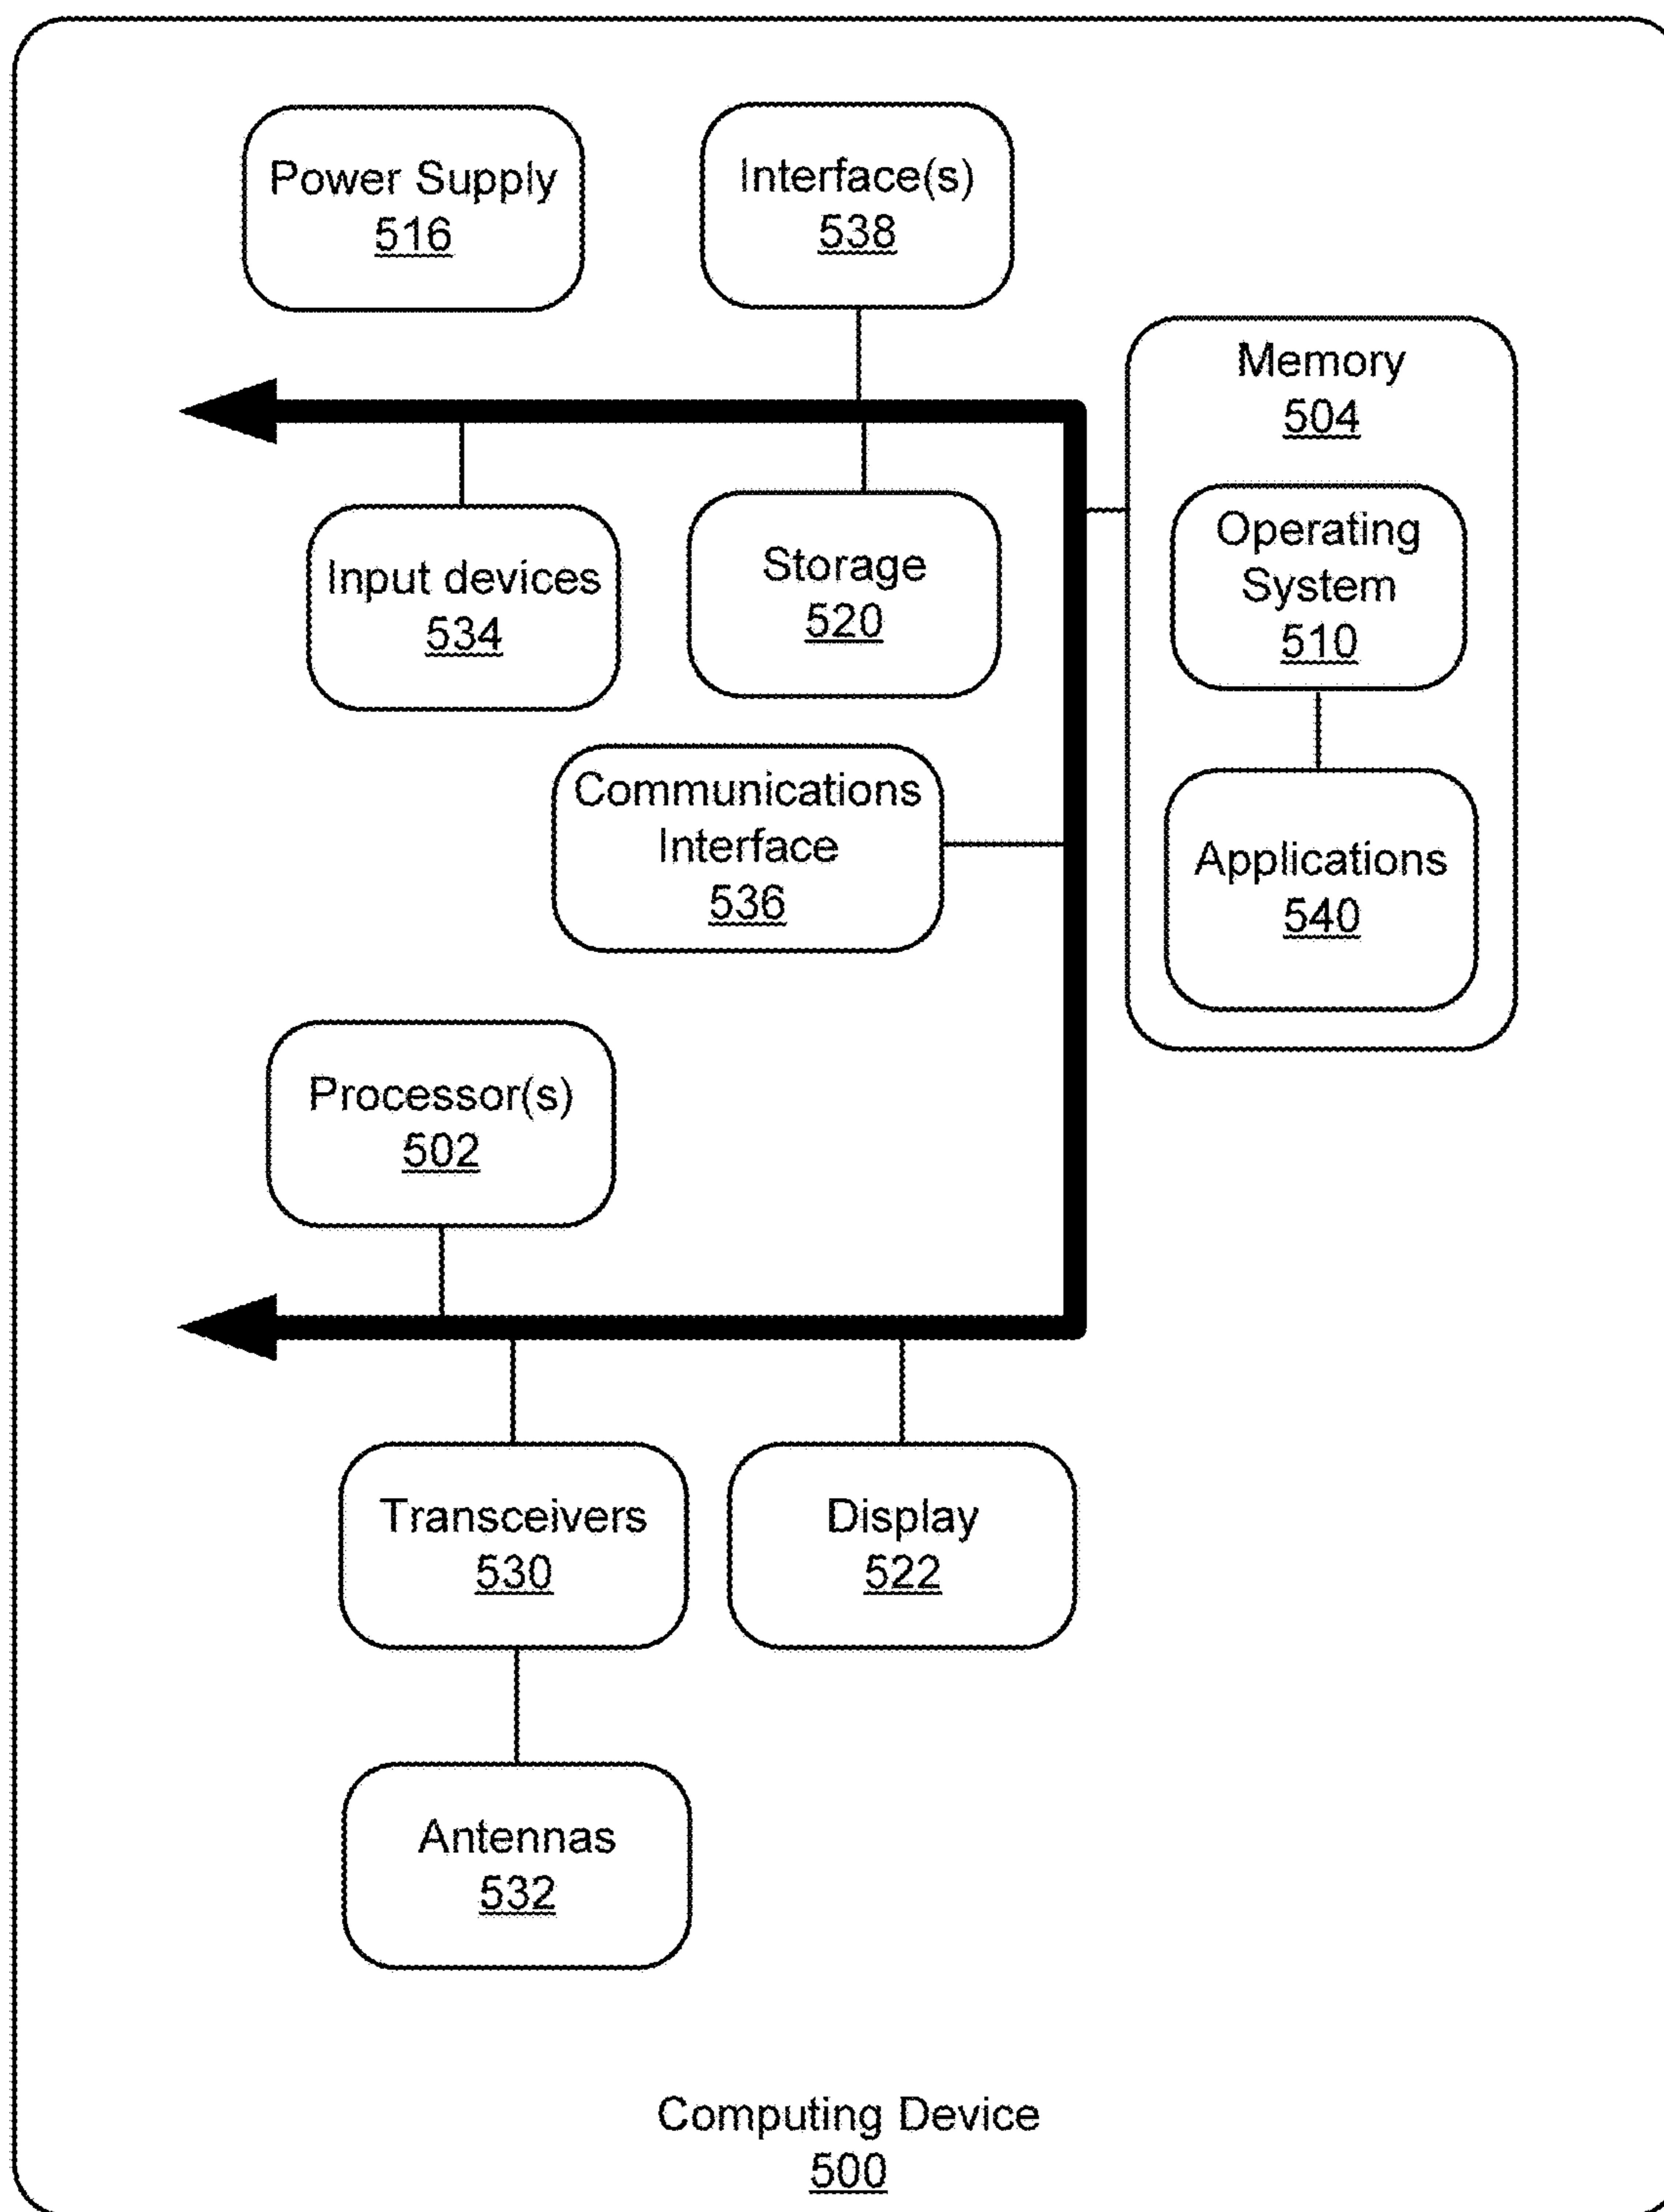 Power Supply
516
Interface(s)
538
Memory
504
Operating
System
510
Applications
540
Input devices
534
Storage
520
Communications
Interface
536
Processor(s)
502
Transceivers
530
Display
522
Antennas
532
Computing Device
500